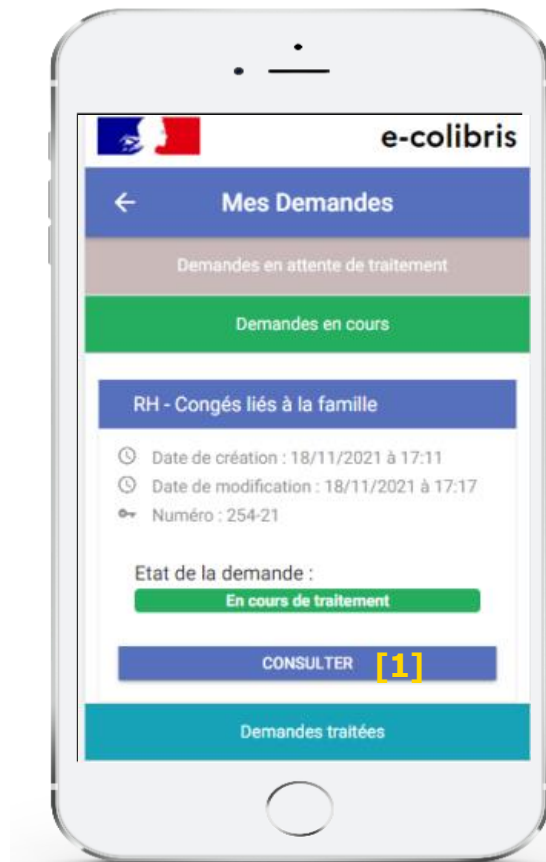 e-colibris
Mes Demandes
Demandes en attente de traitement
Demandes en cours
RH - Congés liés à la famille
Date de création : 18/11/2021 à 17:11
Date de modification : 18/11/2021 à 17:17
Numéro : 254-21
Etat de la demande :
En cours de traitement
CONSULTER [1]
Demandes traitées